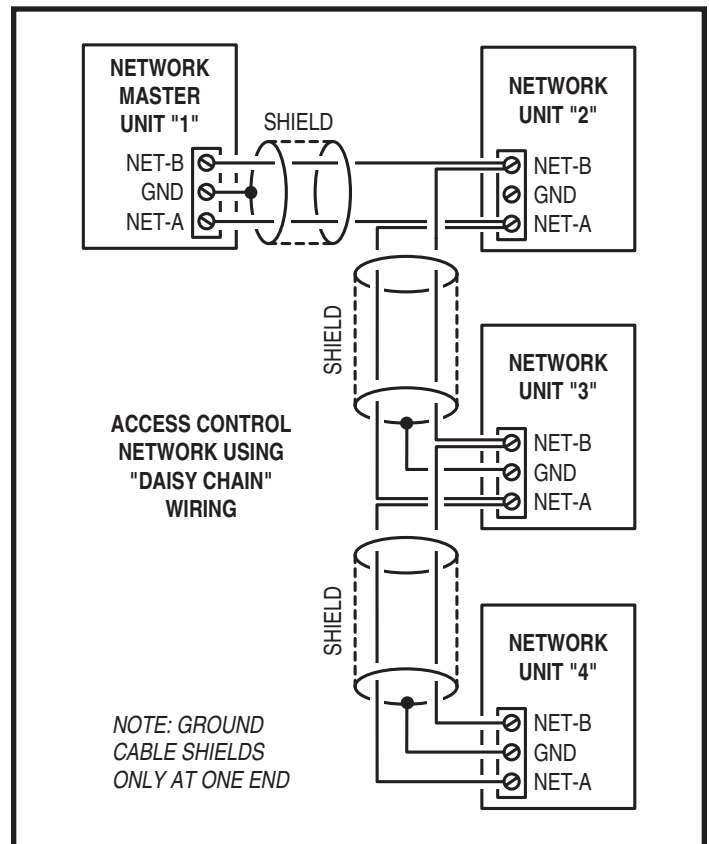 NETWORK
MASTER
UNIT "1"
NET-B
GND
NET-A
SHIELD
NETWORK
UNIT "2"
NET-B
GND
NET-A
SHIELD
NETWORK
UNIT "3"
NET-B
GND
NET-A
ACCESS CONTROL
NETWORK USING
"DAISY CHAIN"
WIRING
SHIELD
NETWORK
UNIT "4"
NET-B
GND
NET-A
NOTE: GROUND
CABLE SHIELDS
ONLY AT ONE END